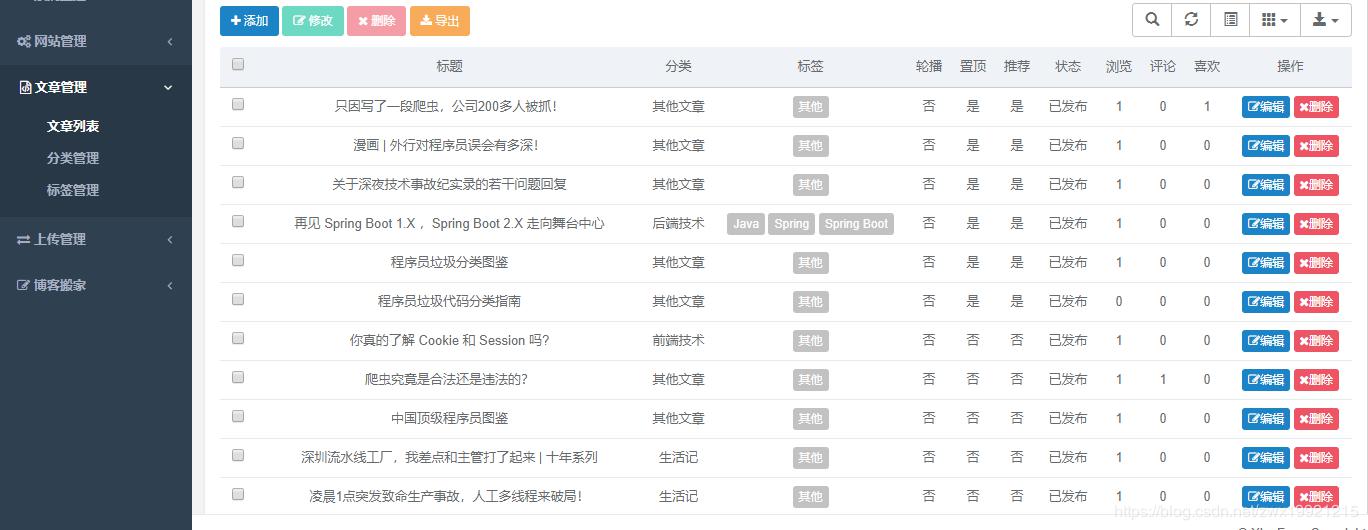 添加 修改 删除 导出
网站管理
文章管理
文章列表
分类管理
标签管理
上传管理
博客搬家
标题 分类 标签 轮播 置顶 推荐 状态 浏览 评论 喜欢 操作
只因写了一段爬虫，公司200多人被抓！ 其他文章 其他 否 是 是 已发布 1 0 1 编辑 删除
漫画 | 外行对程序员误会有多深！ 其他文章 其他 否 是 是 已发布 1 0 0 编辑 删除
关于深夜技术事故纪实录的若干问题回复 其他文章 其他 否 是 是 已发布 1 0 0 编辑 删除
再见 Spring Boot 1.X ，Spring Boot 2.X 走向舞台中心 后端技术 Java Spring Spring Boot 否 是 是 已发布 1 0 0 编辑 删除
程序员垃圾分类图鉴 其他文章 其他 否 是 是 已发布 1 0 0 编辑 删除
程序员垃圾代码分类指南 其他文章 其他 否 是 是 已发布 0 0 0 编辑 删除
你真的了解 Cookie 和 Session 吗？ 前端技术 其他 否 否 否 已发布 1 0 0 编辑 删除
爬虫究竟是合法还是违法的？ 其他文章 其他 否 否 否 已发布 1 1 0 编辑 删除
中国顶级程序员图鉴 其他文章 其他 否 否 否 已发布 1 0 0 编辑 删除
深圳流水线工厂，我差点和主管打了起来 | 十年系列 生活记 其他 否 否 否 已发布 1 0 0 编辑 删除
凌晨1点突发致命生产事故，人工多线程来破局！ 生活记 其他 否 否 否 已发布 1 0 0 编辑 删除